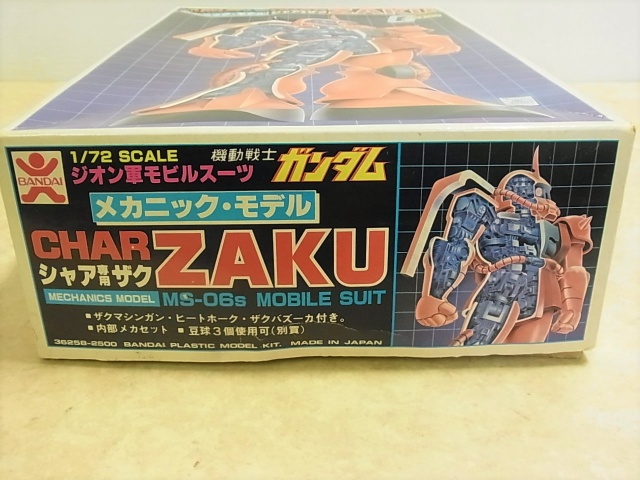 BANDAI
1/72 SCALE
機動戦士 ガンダム
ジオン軍モビルスーツ
メカニック・モデル
CHAR ZAKU
シャア専用ザク
MECHANICS MODEL MS-06s MOBILE SUIT
■ザクマシンガン・ヒートホーク・ザクバズーカ付き。
■内部メカセット ■豆球3個使用可(別買)
36258-2500 BANDAI PLASTIC MODEL KIT. MADE IN JAPAN